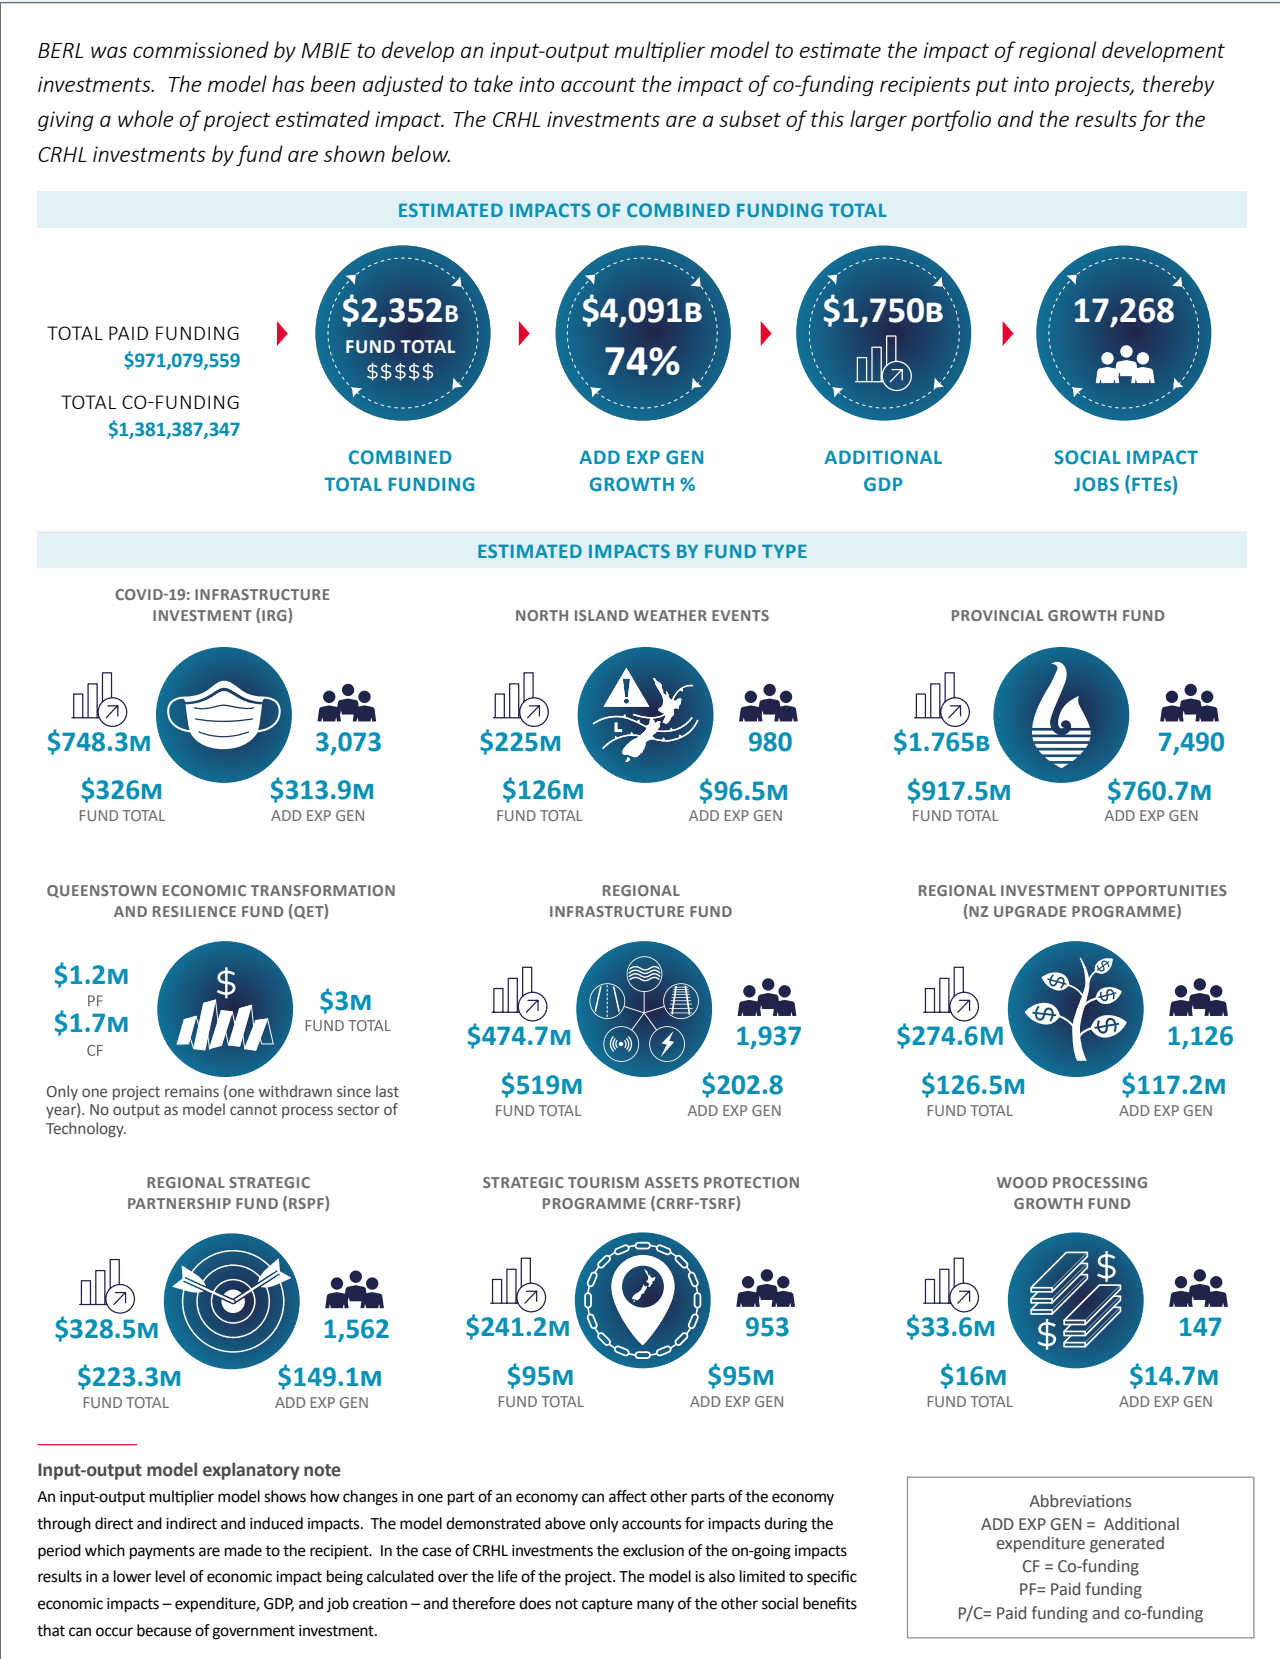 BERL was commissioned by MBIE to develop an input-output multiplier model to estimate the impact of regional development
investments.  The model has been adjusted to take into account the impact of co-funding recipients put into projects, thereby
giving a whole of project estimated impact. The CRHL investments are a subset of this larger portfolio and the results for the
CRHL investments by fund are shown below.
ESTIMATED IMPACTS OF COMBINED FUNDING TOTAL
TOTAL PAID FUNDING
$971,079,559
TOTAL CO-FUNDING
$1,381,387,347
$2,352B
FUND TOTAL
$$$$$
COMBINED
TOTAL FUNDING
$4,091B
74%
ADD EXP GEN
GROWTH %
$1,750B
ADDITIONAL
GDP
17,268
SOCIAL IMPACT
JOBS (FTEs)
ESTIMATED IMPACTS BY FUND TYPE
COVID-19: INFRASTRUCTURE
INVESTMENT (IRG)
$748.3M
3,073
$326M
FUND TOTAL
$313.9M
ADD EXP GEN
NORTH ISLAND WEATHER EVENTS
L
$225M
980
$126M
FUND TOTAL
$96.5M
ADD EXP GEN
PROVINCIAL GROWTH FUND
$1.765B
7,490
$917.5M
FUND TOTAL
$760.7M
ADD EXP GEN
QUEENSTOWN ECONOMIC TRANSFORMATION
AND RESILIENCE FUND (QET)
$1.2M
PF
$1.7M
CF
$
$3M
FUND TOTAL
Only one project remains (one withdrawn since last
year). No output as model cannot process sector of
Technology.
REGIONAL
INFRASTRUCTURE FUND
$474.7M
1,937
$519M
FUND TOTAL
$202.8
ADD EXP GEN
REGIONAL INVESTMENT OPPORTUNITIES
(NZ UPGRADE PROGRAMME)
$ $ $ $
$274.6M
1,126
$126.5M
FUND TOTAL
$117.2M
ADD EXP GEN
REGIONAL STRATEGIC
PARTNERSHIP FUND (RSPF)
$328.5M
1,562
$223.3M
FUND TOTAL
$149.1M
ADD EXP GEN
STRATEGIC TOURISM ASSETS PROTECTION
PROGRAMME (CRRF-TSRF)
$241.2M
953
$95M
FUND TOTAL
$95M
ADD EXP GEN
WOOD PROCESSING
GROWTH FUND
$
$
$33.6M
147
$16M
FUND TOTAL
$14.7M
ADD EXP GEN
Input-output model explanatory note
An input-output multiplier model shows how changes in one part of an economy can affect other parts of the economy
through direct and indirect and induced impacts.  The model demonstrated above only accounts for impacts during the
period which payments are made to the recipient.  In the case of CRHL investments the exclusion of the on-going impacts
results in a lower level of economic impact being calculated over the life of the project. The model is also limited to specific
economic impacts – expenditure, GDP, and job creation – and therefore does not capture many of the other social benefits
that can occur because of government investment.
Abbreviations
ADD EXP GEN =  Additional
expenditure generated
CF = Co-funding
PF= Paid funding
P/C= Paid funding and co-funding